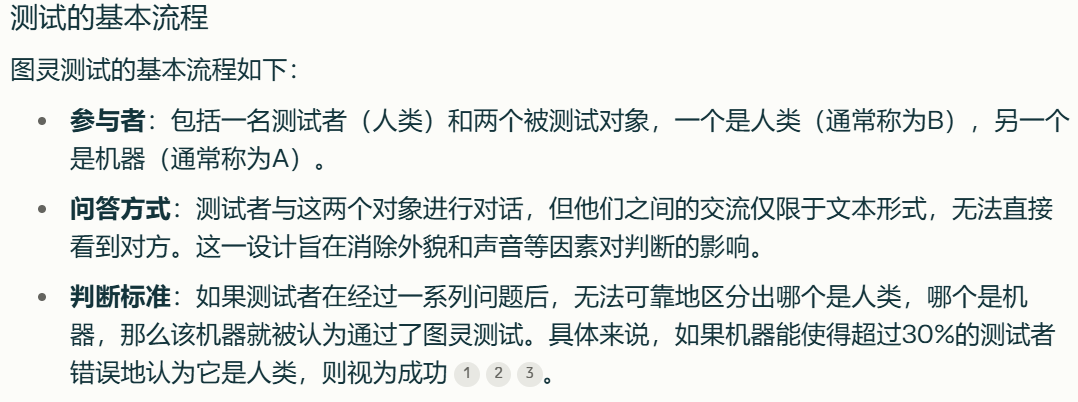 测试的基本流程
图灵测试的基本流程如下：
• 参与者：包括一名测试者（人类）和两个被测试对象，一个是人类（通常称为B），另一个
是机器（通常称为A）。
• 问答方式：测试者与这两个对象进行对话，但他们之间的交流仅限于文本形式，无法直接
看到对方。这一设计旨在消除外貌和声音等因素对判断的影响。
• 判断标准：如果测试者在经过一系列问题后，无法可靠地区分出哪个是人类，哪个是机
器，那么该机器就被认为通过了图灵测试。具体来说，如果机器能使得超过30%的测试者
错误地认为它是人类，则视为成功 1 2 3。